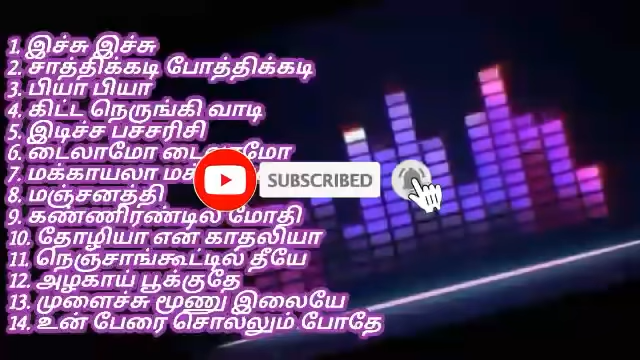 1. இச்சு இச்சு
2. சாத்திக்கடி போத்திக்கடி
3. பியா பியா
4. கிட்ட நெருங்கி வாடி
5. இடிச்ச பச்சரிசி
6. டைலாமோ டைலாமோ
7. மக்காயலா
SUBSCRIBED
8. மஞ்சனத்தி
9. கண்ணிரண்டில் மோதி
10. தோழியா என் காதலியா
11. நெஞ்சாங்கூட்டில் தீயே
12. அழகாய் பூக்குதே
13. முளைச்சு மூணு இலையே
14. உன் பேரை சொல்லும் போதே